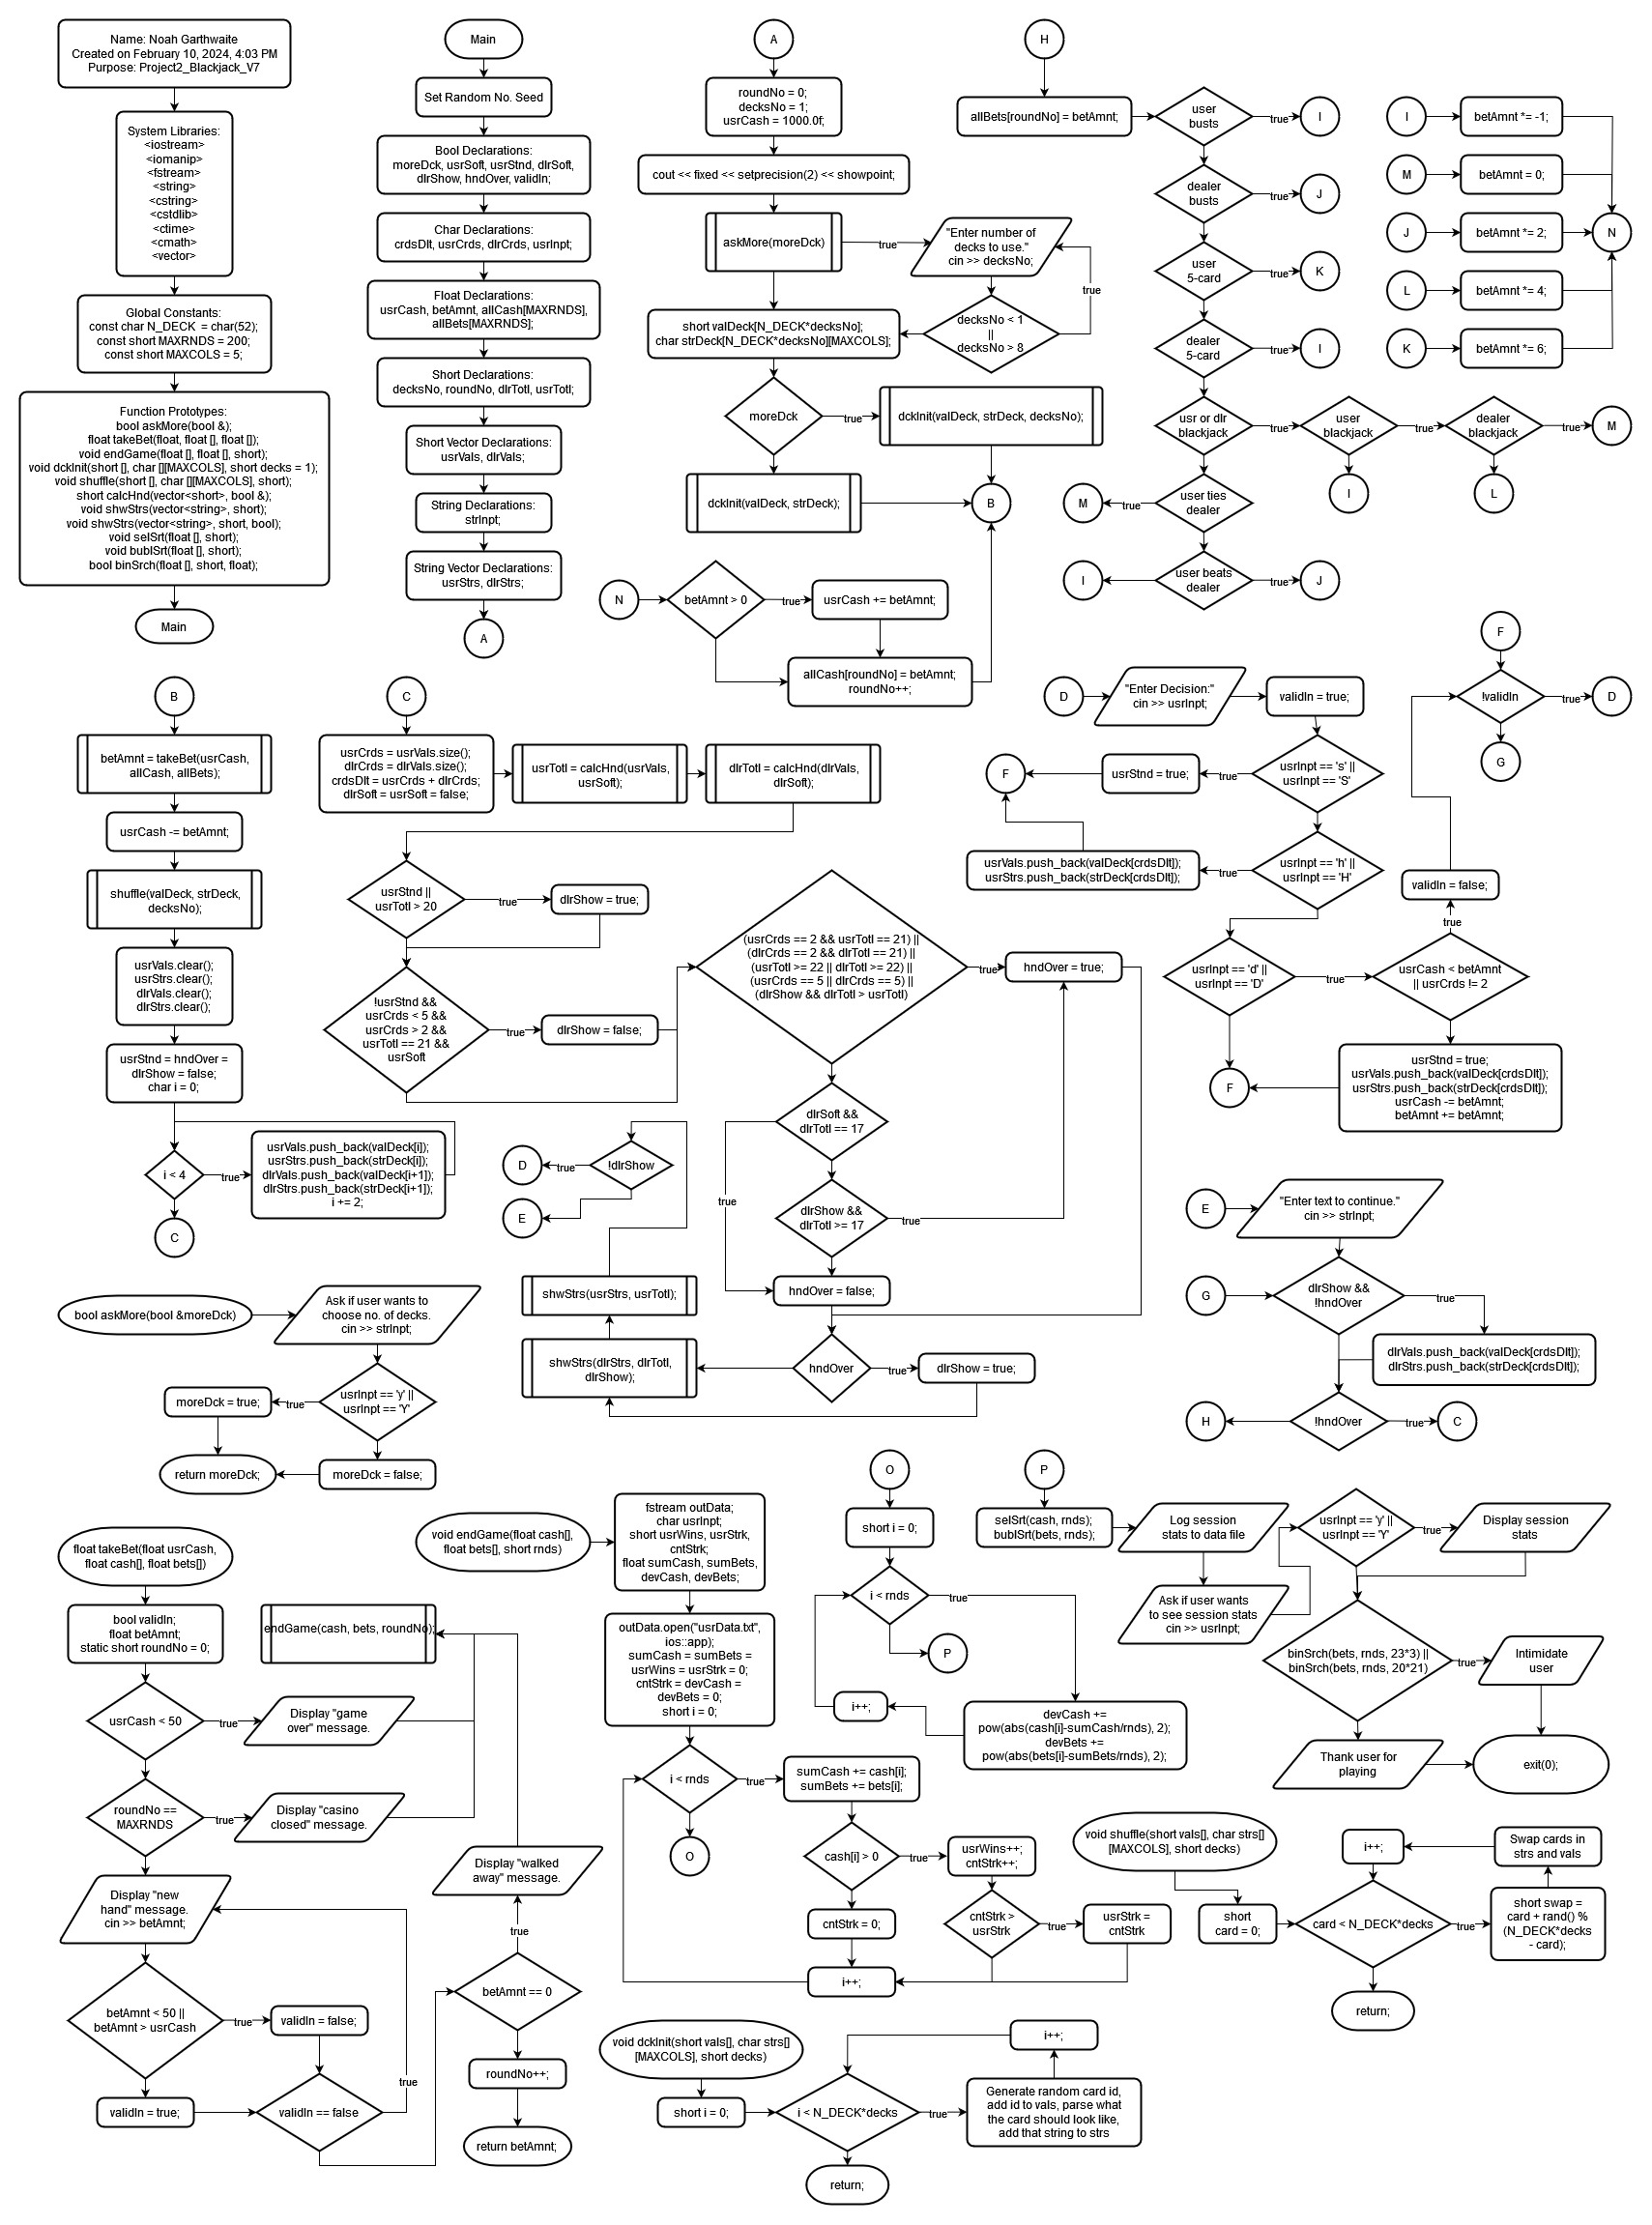 Name: Noah Garthwaite
Created on February 10, 2024, 4:03 PM
Purpose: Project2_Blackjack_V7
System Libraries:
<iostream>
<iomanip>
<fstream>
<string>
<cstring>
<cstdlib>
<ctime>
<cmath>
<vector>
Global Constants:
const char N_DECK = char(52);
const short MAXRNDS = 200;
const short MAXCOLS = 5;
Function Prototypes:
bool askMore(bool &);
float takeBet(float, float [], float []);
void endGame(float [], float [], short);
void dckInit(short [], char [][MAXCOLS], short decks = 1);
void shuffle(short [], char [][MAXCOLS], short);
short calcHnd(vector<short>, bool &);
void shwStrs(vector<string>, short);
void shwStrs(vector<string>, short, bool);
void selSrt(float [], short);
void bublSrt(float [], short);
bool binSrch(float [], short, float);
Main
Main
Set Random No. Seed
Bool Declarations:
moreDck, usrSoft, usrStnd, dlrSoft,
dlrShow, hndOver, validIn;
Char Declarations:
crdsDlt, usrCrds, dlrCrds, usrInpt;
Float Declarations:
usrCash, betAmnt, allCash[MAXRNDS],
allBets[MAXRNDS];
Short Declarations:
decksNo, roundNo, dlrTotl, usrTotl;
Short Vector Declarations:
usrVals, dlrVals;
String Declarations:
strInpt;
String Vector Declarations:
usrStrs, dlrStrs;
A
A
roundNo = 0;
decksNo = 1;
usrCash = 1000.0f;
cout << fixed << setprecision(2) << showpoint;
askMore(moreDck)
true
"Enter number of
decks to use."
cin >> decksNo;
true
decksNo < 1
||
decksNo > 8
short valDeck[N_DECK*decksNo];
char strDeck[N_DECK*decksNo][MAXCOLS];
moreDck
true
dckInit(valDeck, strDeck, decksNo);
dckInit(valDeck, strDeck);
B
N
betAmnt > 0
true
usrCash += betAmnt;
allCash[roundNo] = betAmnt;
roundNo++;
H
allBets[roundNo] = betAmnt;
user
busts
true
I
dealer
busts
true
J
user
5-card
true
K
dealer
5-card
true
I
usr or dlr
blackjack
true
user
blackjack
true
dealer
blackjack
true
M
I
L
user ties
dealer
true
M
user beats
dealer
true
J
I
I
betAmnt *= -1;
M
betAmnt = 0;
J
betAmnt *= 2;
N
L
betAmnt *= 4;
K
betAmnt *= 6;
B
betAmnt = takeBet(usrCash,
allCash, allBets);
usrCash -= betAmnt;
shuffle(valDeck, strDeck,
decksNo);
usrVals.clear();
usrStrs.clear();
dlrVals.clear();
dlrStrs.clear();
usrStnd = hndOver =
dlrShow = false;
char i = 0;
i < 4
true
usrVals.push_back(valDeck[i]);
usrStrs.push_back(strDeck[i]);
dlrVals.push_back(valDeck[i+1]);
dlrStrs.push_back(strDeck[i+1]);
i += 2;
C
C
usrCrds = usrVals.size();
dlrCrds = dlrVals.size();
crdsDlt = usrCrds + dlrCrds;
dlrSoft = usrSoft = false;
usrTotl = calcHnd(usrVals,
usrSoft);
dlrTotl = calcHnd(dlrVals,
dlrSoft);
usrStnd ||
usrTotl > 20
true
dlrShow = true;
!usrStnd &&
usrCrds < 5 &&
usrCrds > 2 &&
usrTotl == 21 &&
usrSoft
true
dlrShow = false;
(usrCrds == 2 && usrTotl == 21) ||
(dlrCrds == 2 && dlrTotl == 21) ||
(usrTotl >= 22 || dlrTotl >= 22) ||
(usrCrds == 5 || dlrCrds == 5) ||
(dlrShow && dlrTotl > usrTotl)
true
hndOver = true;
dlrSoft &&
dlrTotl == 17
true
dlrShow &&
dlrTotl >= 17
true
hndOver = false;
hndOver
true
dlrShow = true;
shwStrs(dlrStrs, dlrTotl,
dlrShow);
shwStrs(usrStrs, usrTotl);
!dlrShow
true
D
E
D
"Enter Decision:"
cin >> usrInpt;
validIn = true;
usrInpt == 's' ||
usrInpt == 'S'
true
usrStnd = true;
F
usrInpt == 'h' ||
usrInpt == 'H'
true
usrVals.push_back(valDeck[crdsDlt]);
usrStrs.push_back(strDeck[crdsDlt]);
usrInpt == 'd' ||
usrInpt == 'D'
true
usrCash < betAmnt
|| usrCrds != 2
true
validIn = false;
usrStnd = true;
usrVals.push_back(valDeck[crdsDlt]);
usrStrs.push_back(strDeck[crdsDlt]);
usrCash -= betAmnt;
betAmnt += betAmnt;
F
F
!validIn
true
D
G
E
"Enter text to continue."
cin >> strInpt;
G
dlrShow &&
!hndOver
true
dlrVals.push_back(valDeck[crdsDlt]);
dlrStrs.push_back(strDeck[crdsDlt]);
!hndOver
true
C
H
bool askMore(bool &moreDck)
Ask if user wants to
choose no. of decks.
cin >> strInpt;
usrInpt == 'y' ||
usrInpt == 'Y'
true
moreDck = true;
moreDck = false;
return moreDck;
float takeBet(float usrCash,
float cash[], float bets[])
bool validIn;
float betAmnt;
static short roundNo = 0;
endGame(cash, bets, roundNo);
usrCash < 50
true
Display "game
over" message.
roundNo ==
MAXRNDS
true
Display "casino
closed" message.
Display "new
hand" message.
cin >> betAmnt;
betAmnt < 50 ||
betAmnt > usrCash
true
validIn = false;
validIn = true;
validIn == false
true
betAmnt == 0
true
Display "walked
away" message.
roundNo++;
return betAmnt;
void endGame(float cash[],
float bets[], short rnds)
fstream outData;
char usrInpt;
short usrWins, usrStrk,
cntStrk;
float sumCash, sumBets,
devCash, devBets;
outData.open("usrData.txt",
ios::app);
sumCash = sumBets =
usrWins = usrStrk = 0;
cntStrk = devCash =
devBets = 0;
short i = 0;
i < rnds
true
sumCash += cash[i];
sumBets += bets[i];
O
cash[i] > 0
true
usrWins++;
cntStrk++;
cntStrk = 0;
cntStrk >
usrStrk
true
usrStrk =
cntStrk
i++;
O
short i = 0;
i < rnds
true
P
i++;
devCash +=
pow(abs(cash[i]-sumCash/rnds), 2);
devBets +=
pow(abs(bets[i]-sumBets/rnds), 2);
P
selSrt(cash, rnds);
bublSrt(bets, rnds);
Log session
stats to data file
Ask if user wants
to see session stats
cin >> usrInpt;
usrInpt == 'y' ||
usrInpt == 'Y'
true
Display session
stats
binSrch(bets, rnds, 23*3) ||
binSrch(bets, rnds, 20*21)
true
Intimidate
user
Thank user for
playing
exit(0);
void shuffle(short vals[], char strs[]
[MAXCOLS], short decks)
short
card = 0;
card < N_DECK*decks
true
short swap =
card + rand() %
(N_DECK*decks
- card);
Swap cards in
strs and vals
i++;
return;
void dckInit(short vals[], char strs[]
[MAXCOLS], short decks)
short i = 0;
i < N_DECK*decks
true
Generate random card id,
add id to vals, parse what
the card should look like,
add that string to strs
i++;
return;